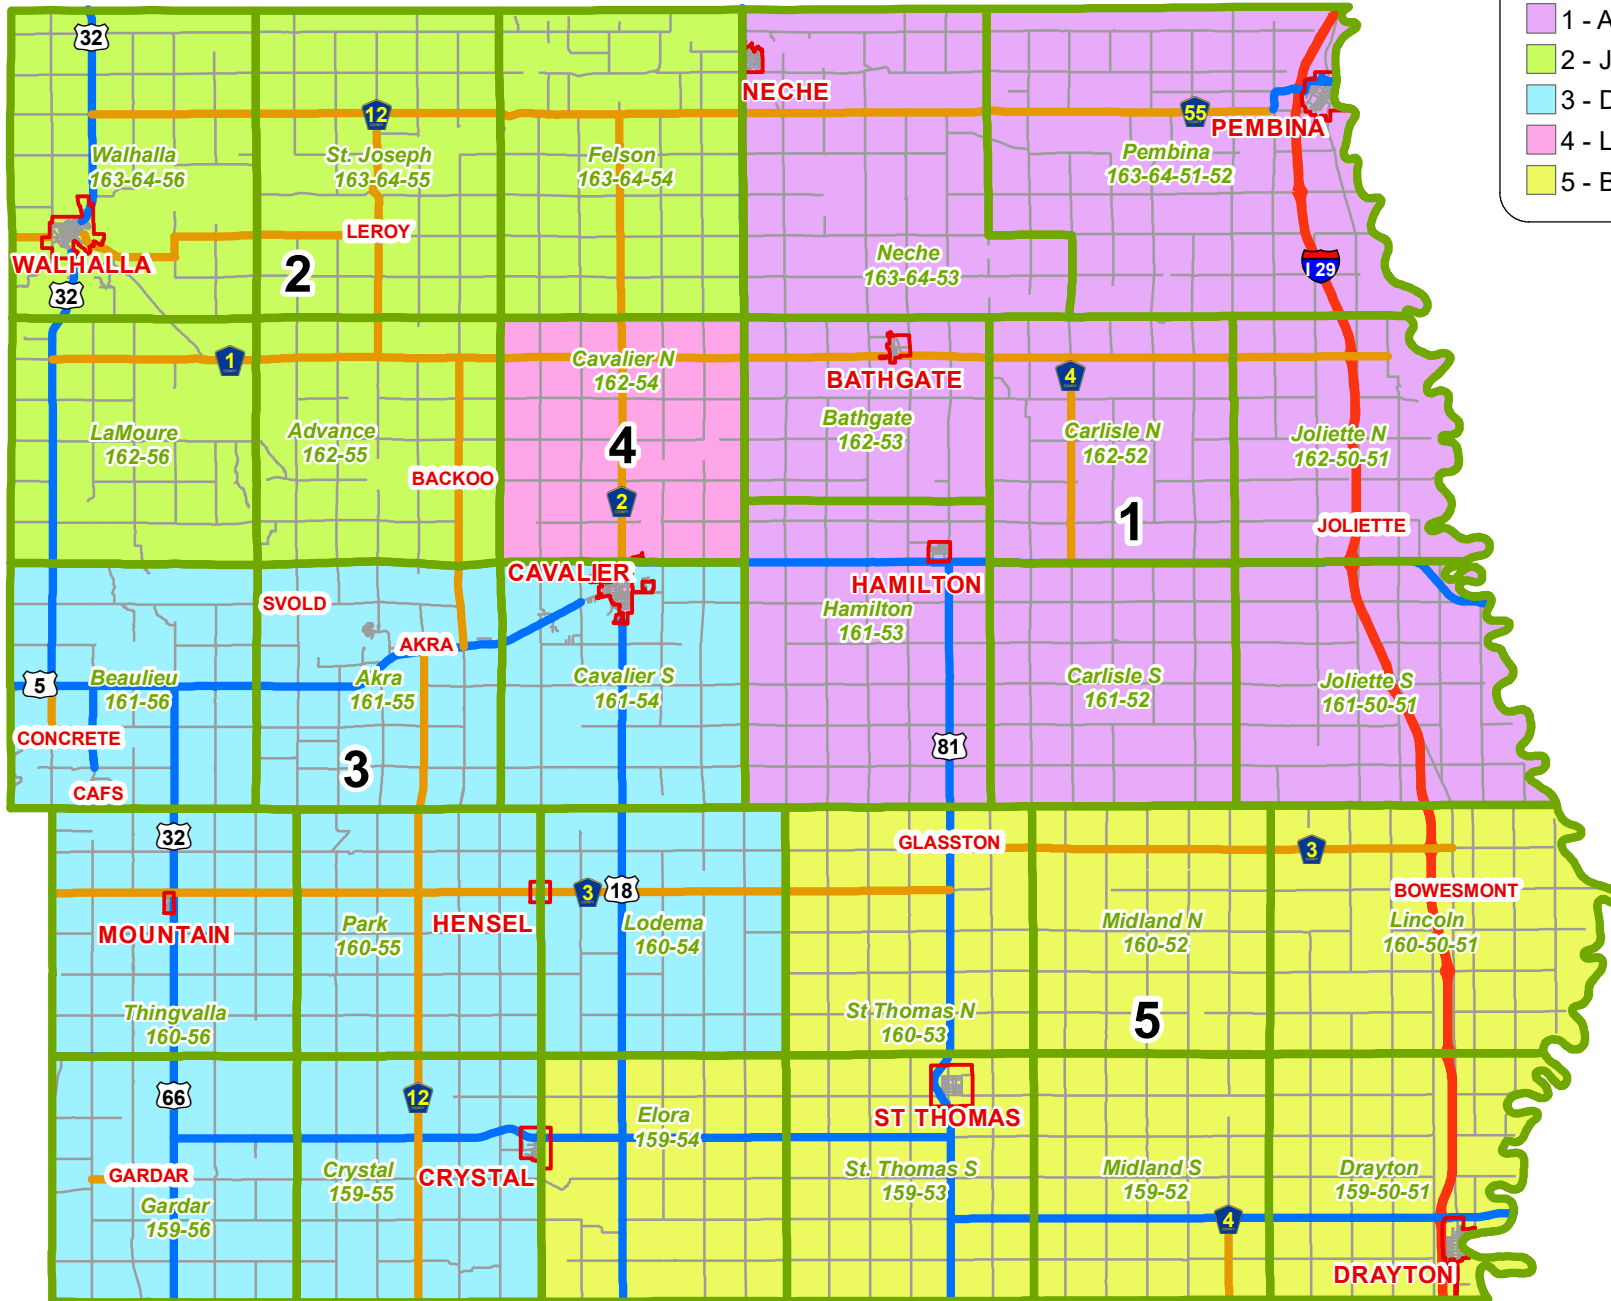 1 - A
2 - J
3 - D
4 - L
5 - B
32
NECHE
12
55
PEMBINA
Walhalla
163-64-56
St. Joseph
163-64-55
Felson
163-64-54
Pembina
163-64-51-52
LEROY
WALHALLA
2
Neche
163-64-53
I 29
32
1
Cavalier N
162-54
BATHGATE
4
LaMoure
162-56
Advance
162-55
Bathgate
162-53
Carlisle N
162-52
Joliette N
162-50-51
4
BACKOO
2
1
JOLIETTE
CAVALIER
HAMILTON
SVOLD
Hamilton
161-53
AKRA
5
Beaulieu
161-56
Akra
161-55
Cavalier S
161-54
Carlisle S
161-52
Joliette S
161-50-51
CONCRETE
81
3
CAFS
32
GLASSTON
3
3
18
BOWESMONT
MOUNTAIN
Park
160-55
HENSEL
Lodema
160-54
Midland N
160-52
Lincoln
160-50-51
Thingvalla
160-56
St Thomas N
160-53
5
66
12
ST THOMAS
Elora
159-54
GARDAR
Crystal
159-55
CRYSTAL
St. Thomas S
159-53
Midland S
159-52
Drayton
159-50-51
Gardar
159-56
4
DRAYTON